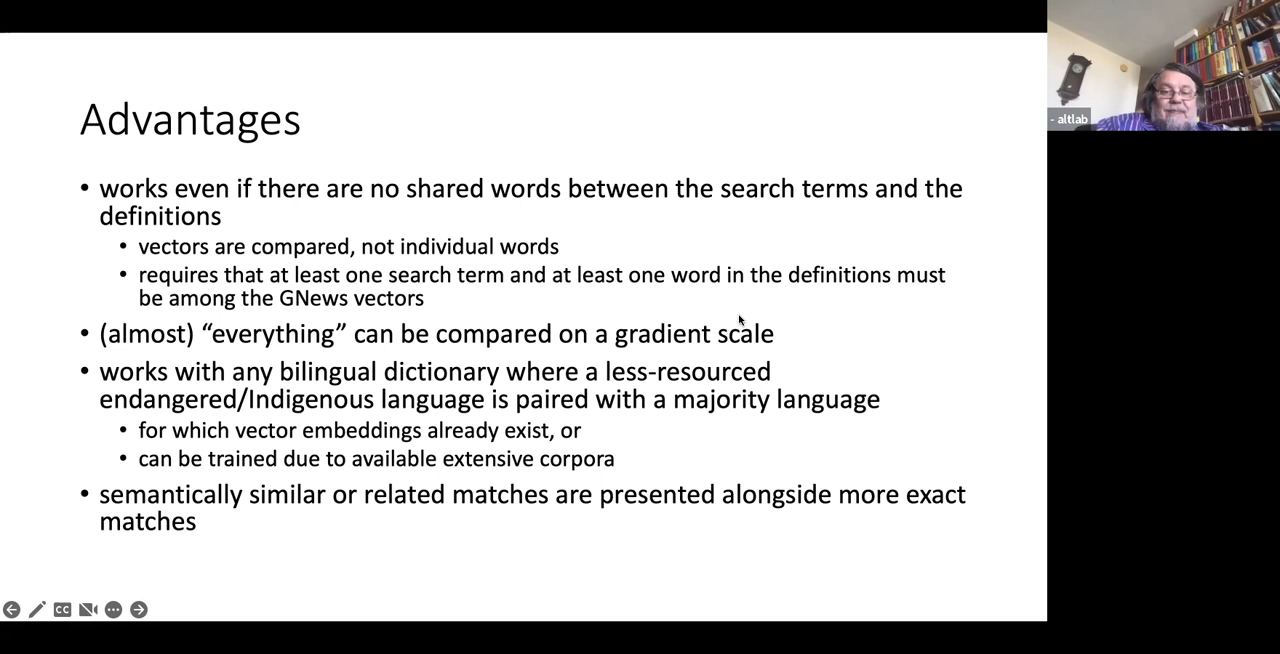 Advantages
• works even if there are no shared words between the search terms and the
definitions
• vectors are compared, not individual words
• requires that at least one search term and at least one word in the definitions must
be among the GNews vectors
• (almost) “everything” can be compared on a gradient scale
• works with any bilingual dictionary where a less-resourced
endangered/Indigenous language is paired with a majority language
• for which vector embeddings already exist, or
• can be trained due to available extensive corpora
• semantically similar or related matches are presented alongside more exact
matches
- altlab
CC